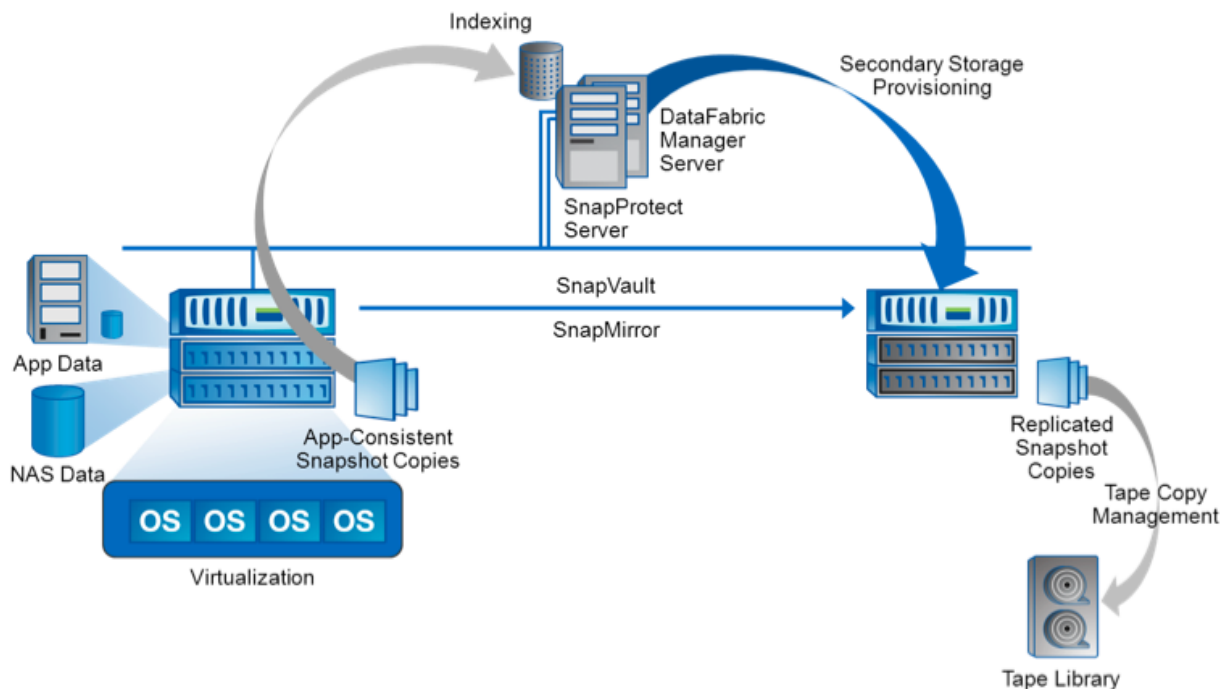 Indexing
Secondary Storage
Provisioning
DataFabric
Manager
Server
SnapProtect
Server
SnapVault
SnapMirror
App Data
NAS Data
App-Consistent
Snapshot Copies
OS OS OS OS
Virtualization
Replicated
Snapshot
Copies
Tape Copy
Management
Tape Library